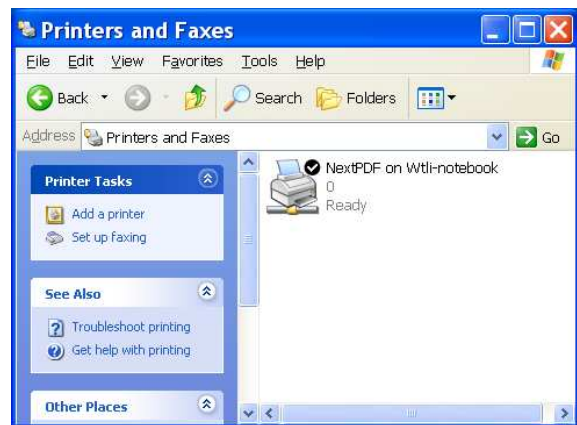 Printers and Faxes
File Edit View Favorites Tools Help
Back Search Folders
Address Printers and Faxes Go
Printer Tasks
Add a printer
Set up faxing
See Also
Troubleshoot printing
Get help with printing
Other Places
NextPDF on Wtli-notebook
0
Ready